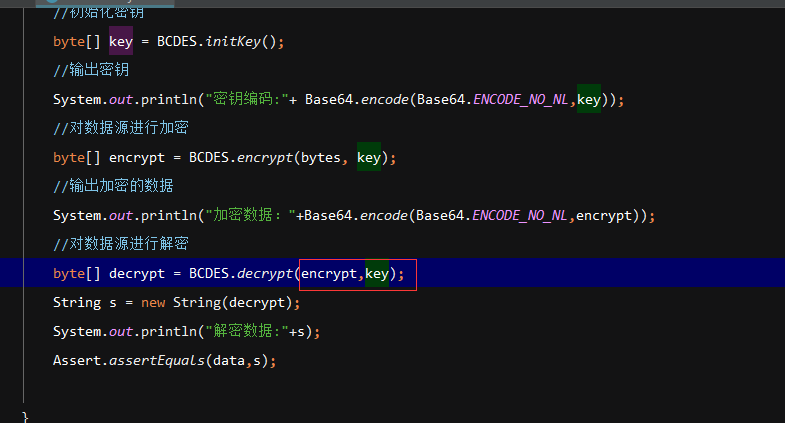 //初始化密钥
byte[] key = BCDES.initKey();
//输出密钥
System.out.println("密钥编码:"+ Base64.encode(Base64.ENCODE_NO_NL,key));
//对数据源进行加密
byte[] encrypt = BCDES.encrypt(bytes, key);
//输出加密的数据
System.out.println("加密数据："+Base64.encode(Base64.ENCODE_NO_NL,encrypt));
//对数据源进行解密
byte[] decrypt = BCDES.decrypt(encrypt,key);
String s = new String(decrypt);
System.out.println("解密数据:"+s);
Assert.assertEquals(data,s);
}